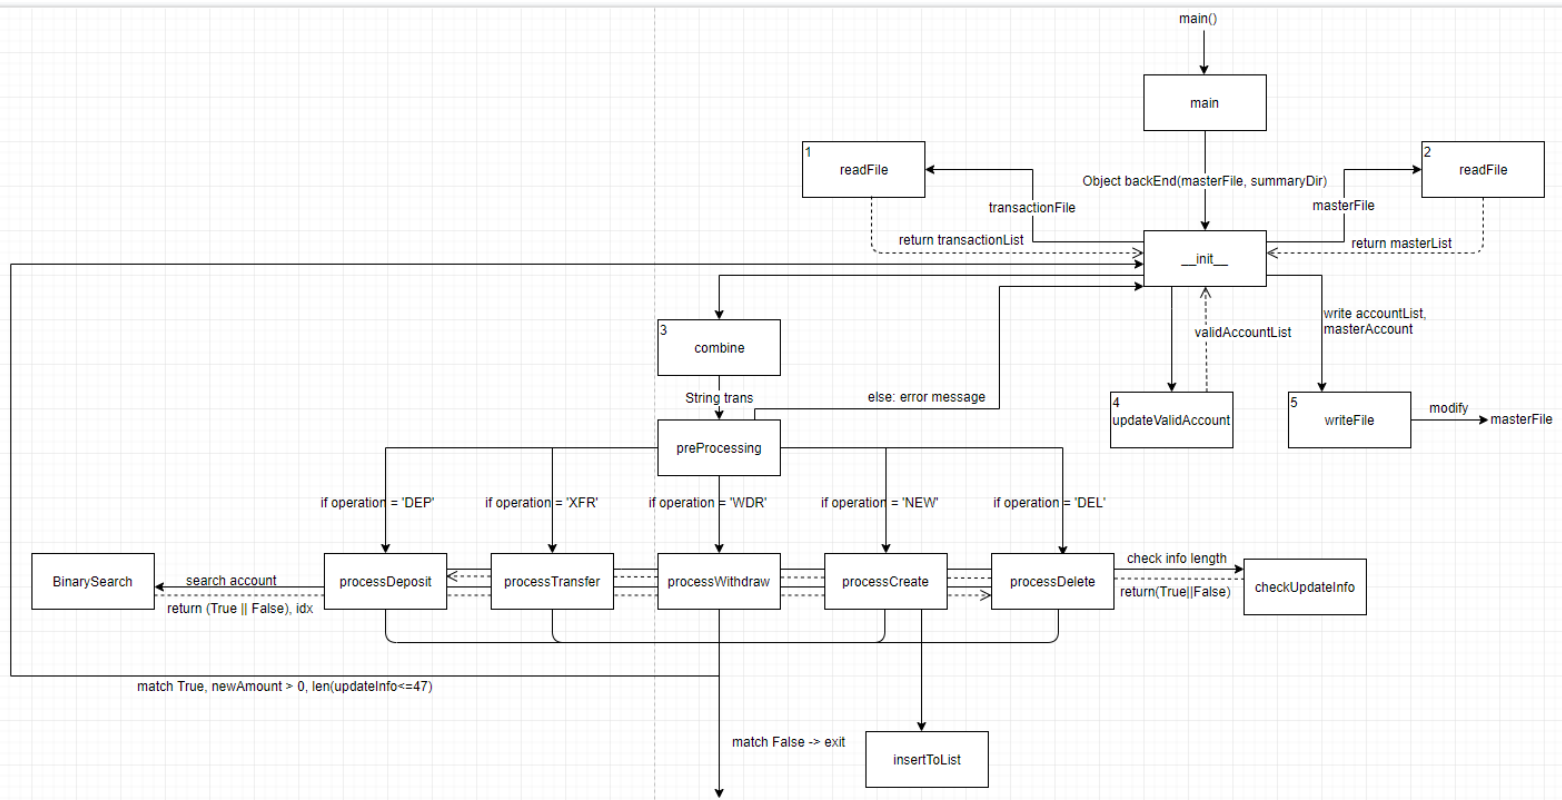 main()
main
1
readFile
2
readFile
Object backEnd(masterFile, summaryDir)
transactionFile
masterFile
return transactionList
return masterList
__init__
3
combine
write accountList,
masterAccount
validAccountList
String trans
else: error message
4
updateValidAccount
5
writeFile
modify
masterFile
preProcessing
if operation = 'DEP'
if operation = 'XFR'
if operation = 'WDR'
if operation = 'NEW'
if operation = 'DEL'
BinarySearch
search account
return (True || False), idx
processDeposit
processTransfer
processWithdraw
processCreate
processDelete
check info length
return(True||False)
checkUpdateInfo
match True, newAmount > 0, len(updateInfo<=47)
match False -> exit
insertToList